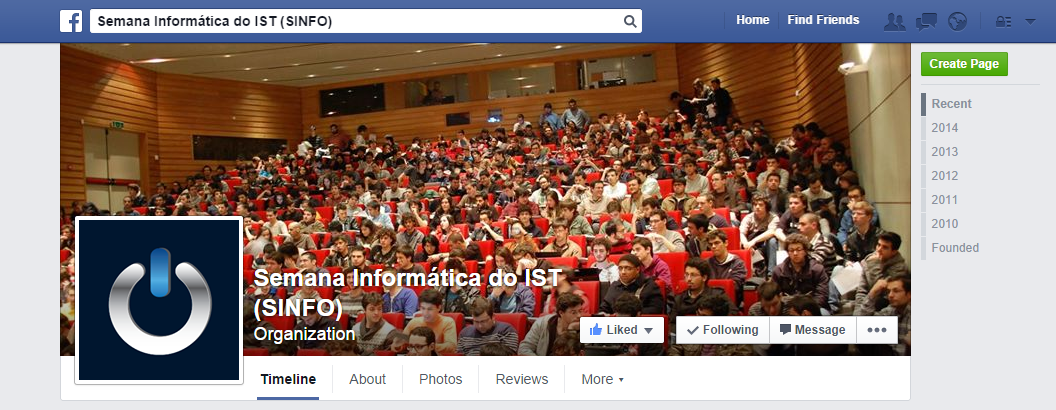 Semana Informática do IST (SINFO)
Home
Find Friends
Create Page
Recent
2014
2013
2012
2011
2010
Founded
Semana Informática do IST
(SINFO)
Organization
Liked
Following
Message
Timeline
About
Photos
Reviews
More